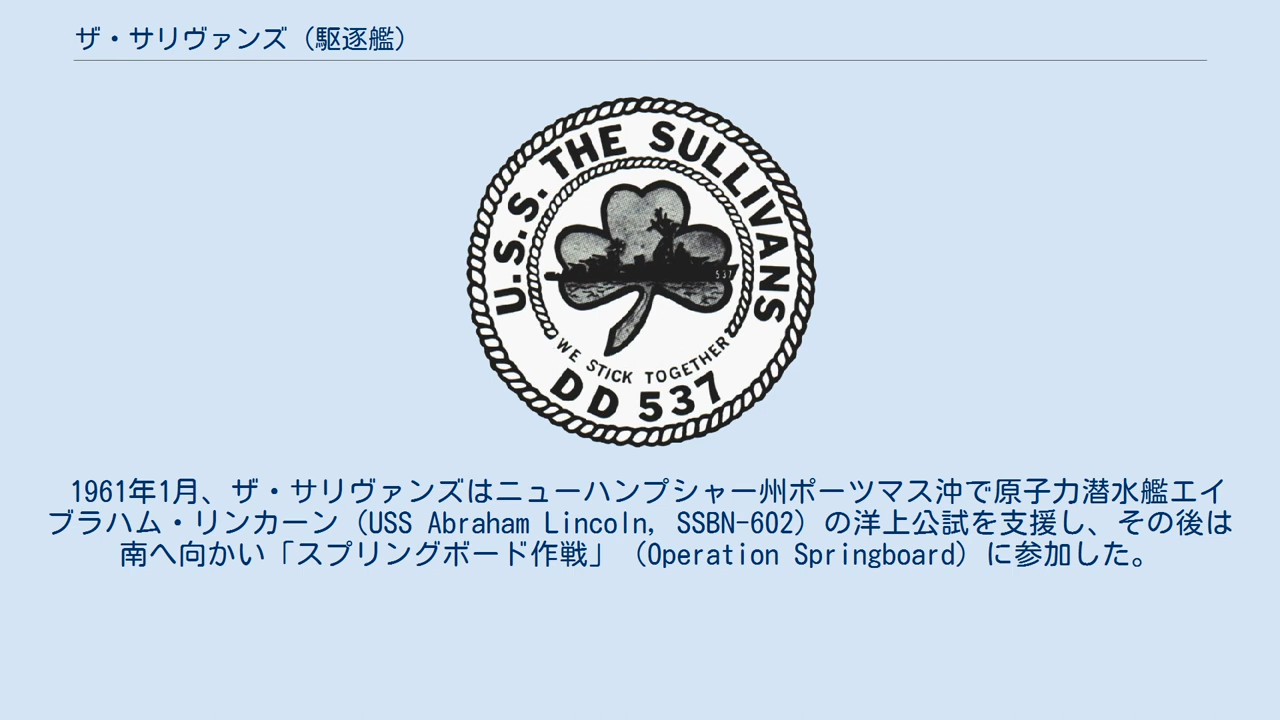 ザ・サリヴァンズ（駆逐艦）
U.S.S. THE SULLIVANS
537
WE STICK TOGETHER
DD 537
1961年1月、ザ・サリヴァンズはニューハンプシャー州ポーツマス沖で原子力潜水艦エイ
ブラハム・リンカーン（USS Abraham Lincoln, SSBN-602）の洋上公試を支援し、その後は
南へ向かい「スプリングボード作戦」（Operation Springboard）に参加した。